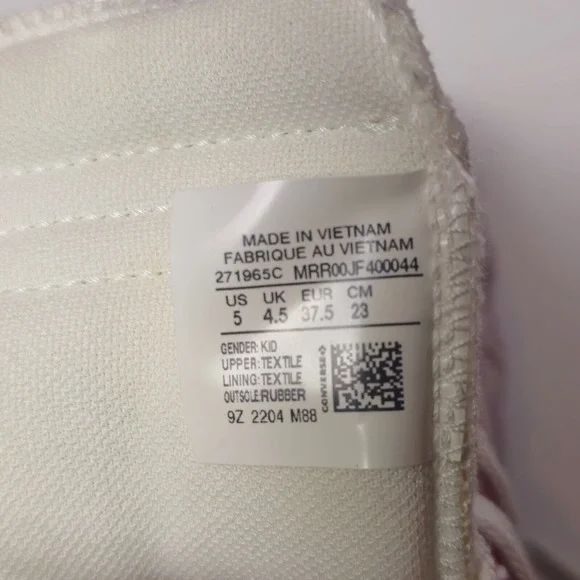 MADE IN VIETNAM
FABRIQUE AU VIETNAM
271965C MRR00JF400044
US UK EUR CM
5 4.5 37.5 23
GENDER: KID
UPPER: TEXTILE
LINING: TEXTILE
OUTSOLE: RUBBER
CONVERSE
9Z 2204 M88